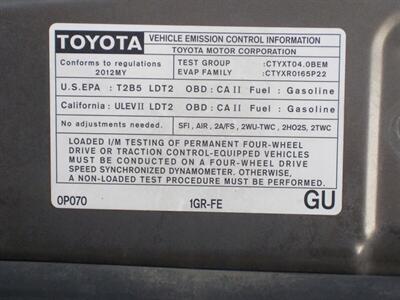 TOYOTA VEHICLE EMISSION CONTROL INFORMATION
TOYOTA MOTOR CORPORATION
Conforms to regulations TEST GROUP :CTYXT04.0BEM
2012MY EVAP FAMILY :CTYXR0165P22
U.S.EPA : T2B5 LDT2 OBD : CA II Fuel : Gasoline
California : ULEVII LDT2 OBD : CA II Fuel : Gasoline
No adjustments needed. SFI , AIR , 2A/FS , 2WU-TWC , 2HO2S , 2TWC
LOADED I/M TESTING OF PERMANENT FOUR-WHEEL
DRIVE OR TRACTION CONTROL-EQUIPPED VEHICLES
MUST BE CONDUCTED ON A FOUR-WHEEL DRIVE
SPEED SYNCHRONIZED DYNAMOMETER. OTHERWISE,
A NON-LOADED TEST PROCEDURE MUST BE PERFORMED.
0P070 1GR-FE GU